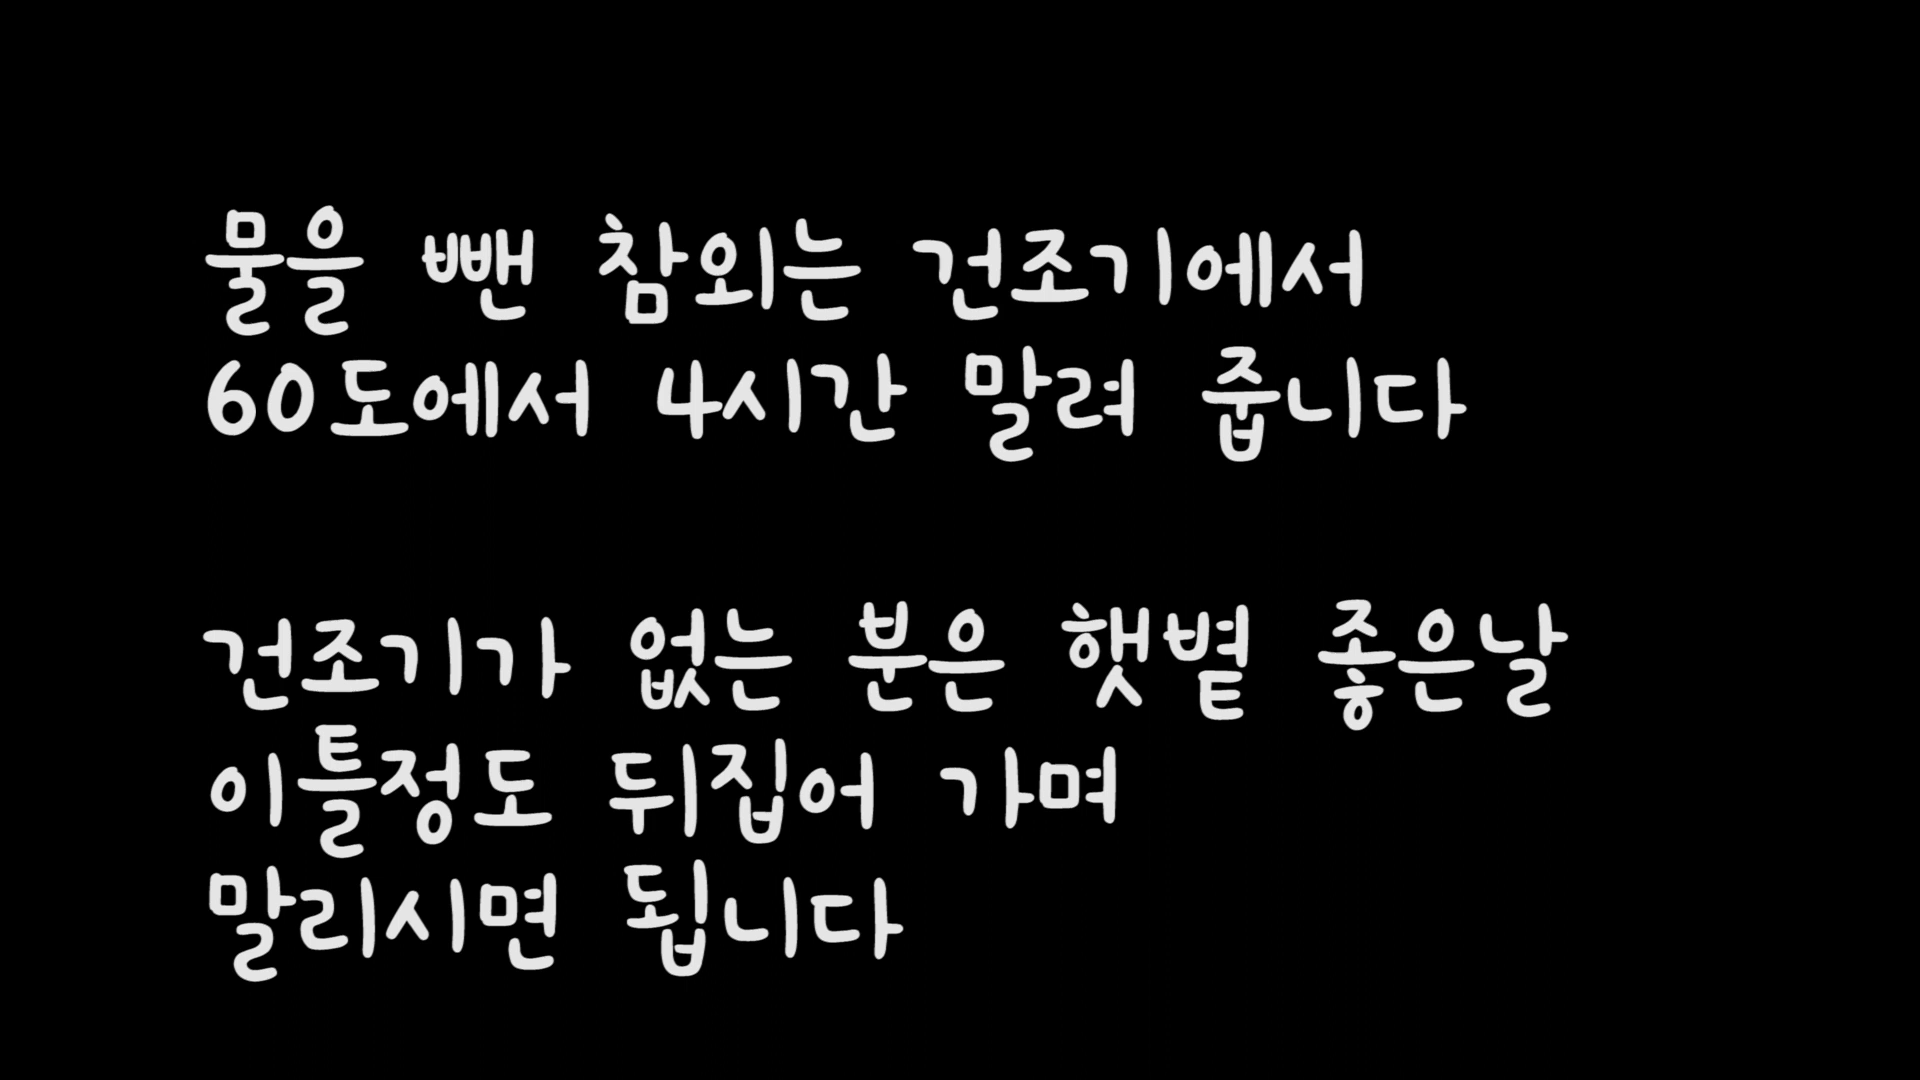 물을 뺀 참외는 건조기에서
60도에서 4시간 말려 줍니다
건조기가 없는 분은 햇볕 좋은날
이틀정도 뒤집어 가며
말리시면 됩니다